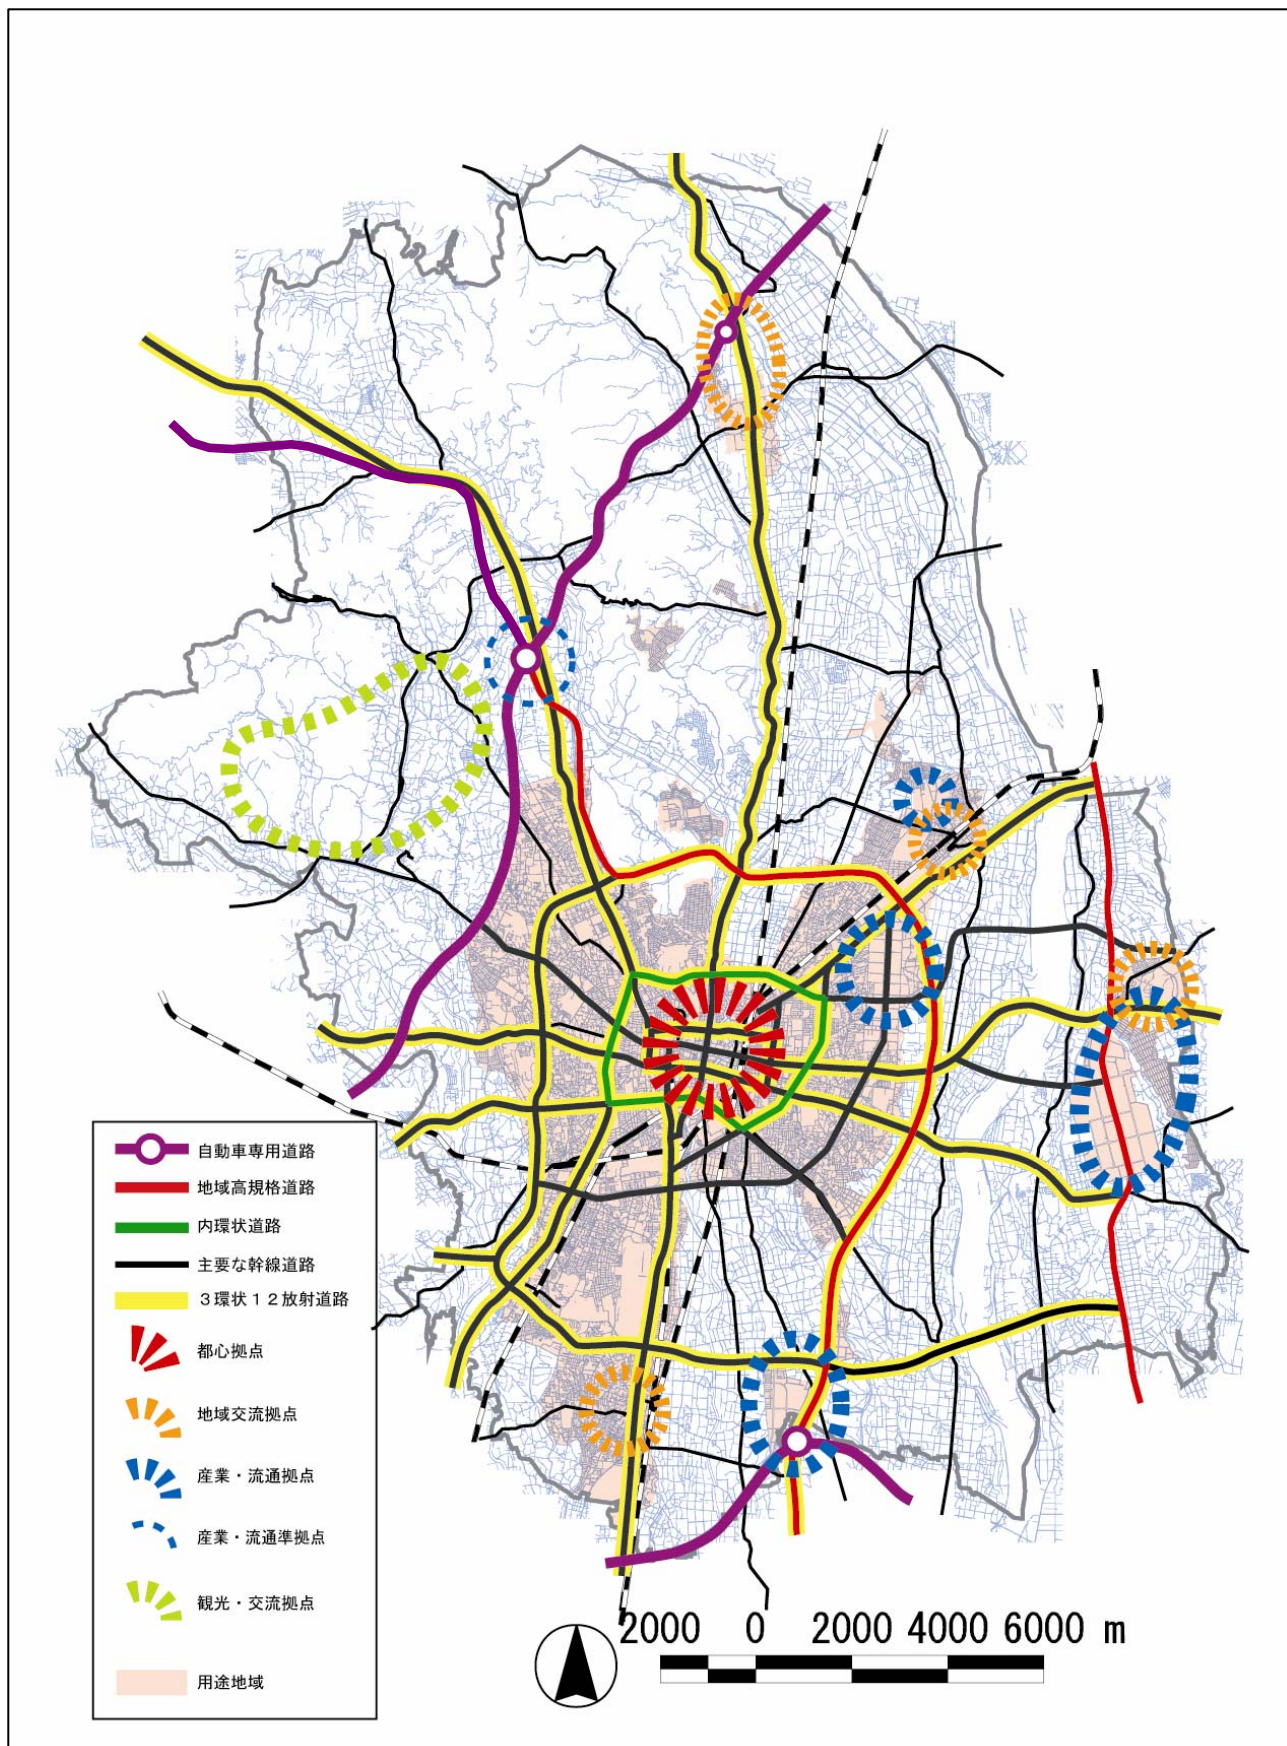 自動車専用道路
地域高規格道路
内環状道路
主要な幹線道路
３環状１２放射道路
都心拠点
地域交流拠点
産業・流通拠点
産業・流通準拠点
観光・交流拠点
用途地域
2000 0 2000 4000 6000 m